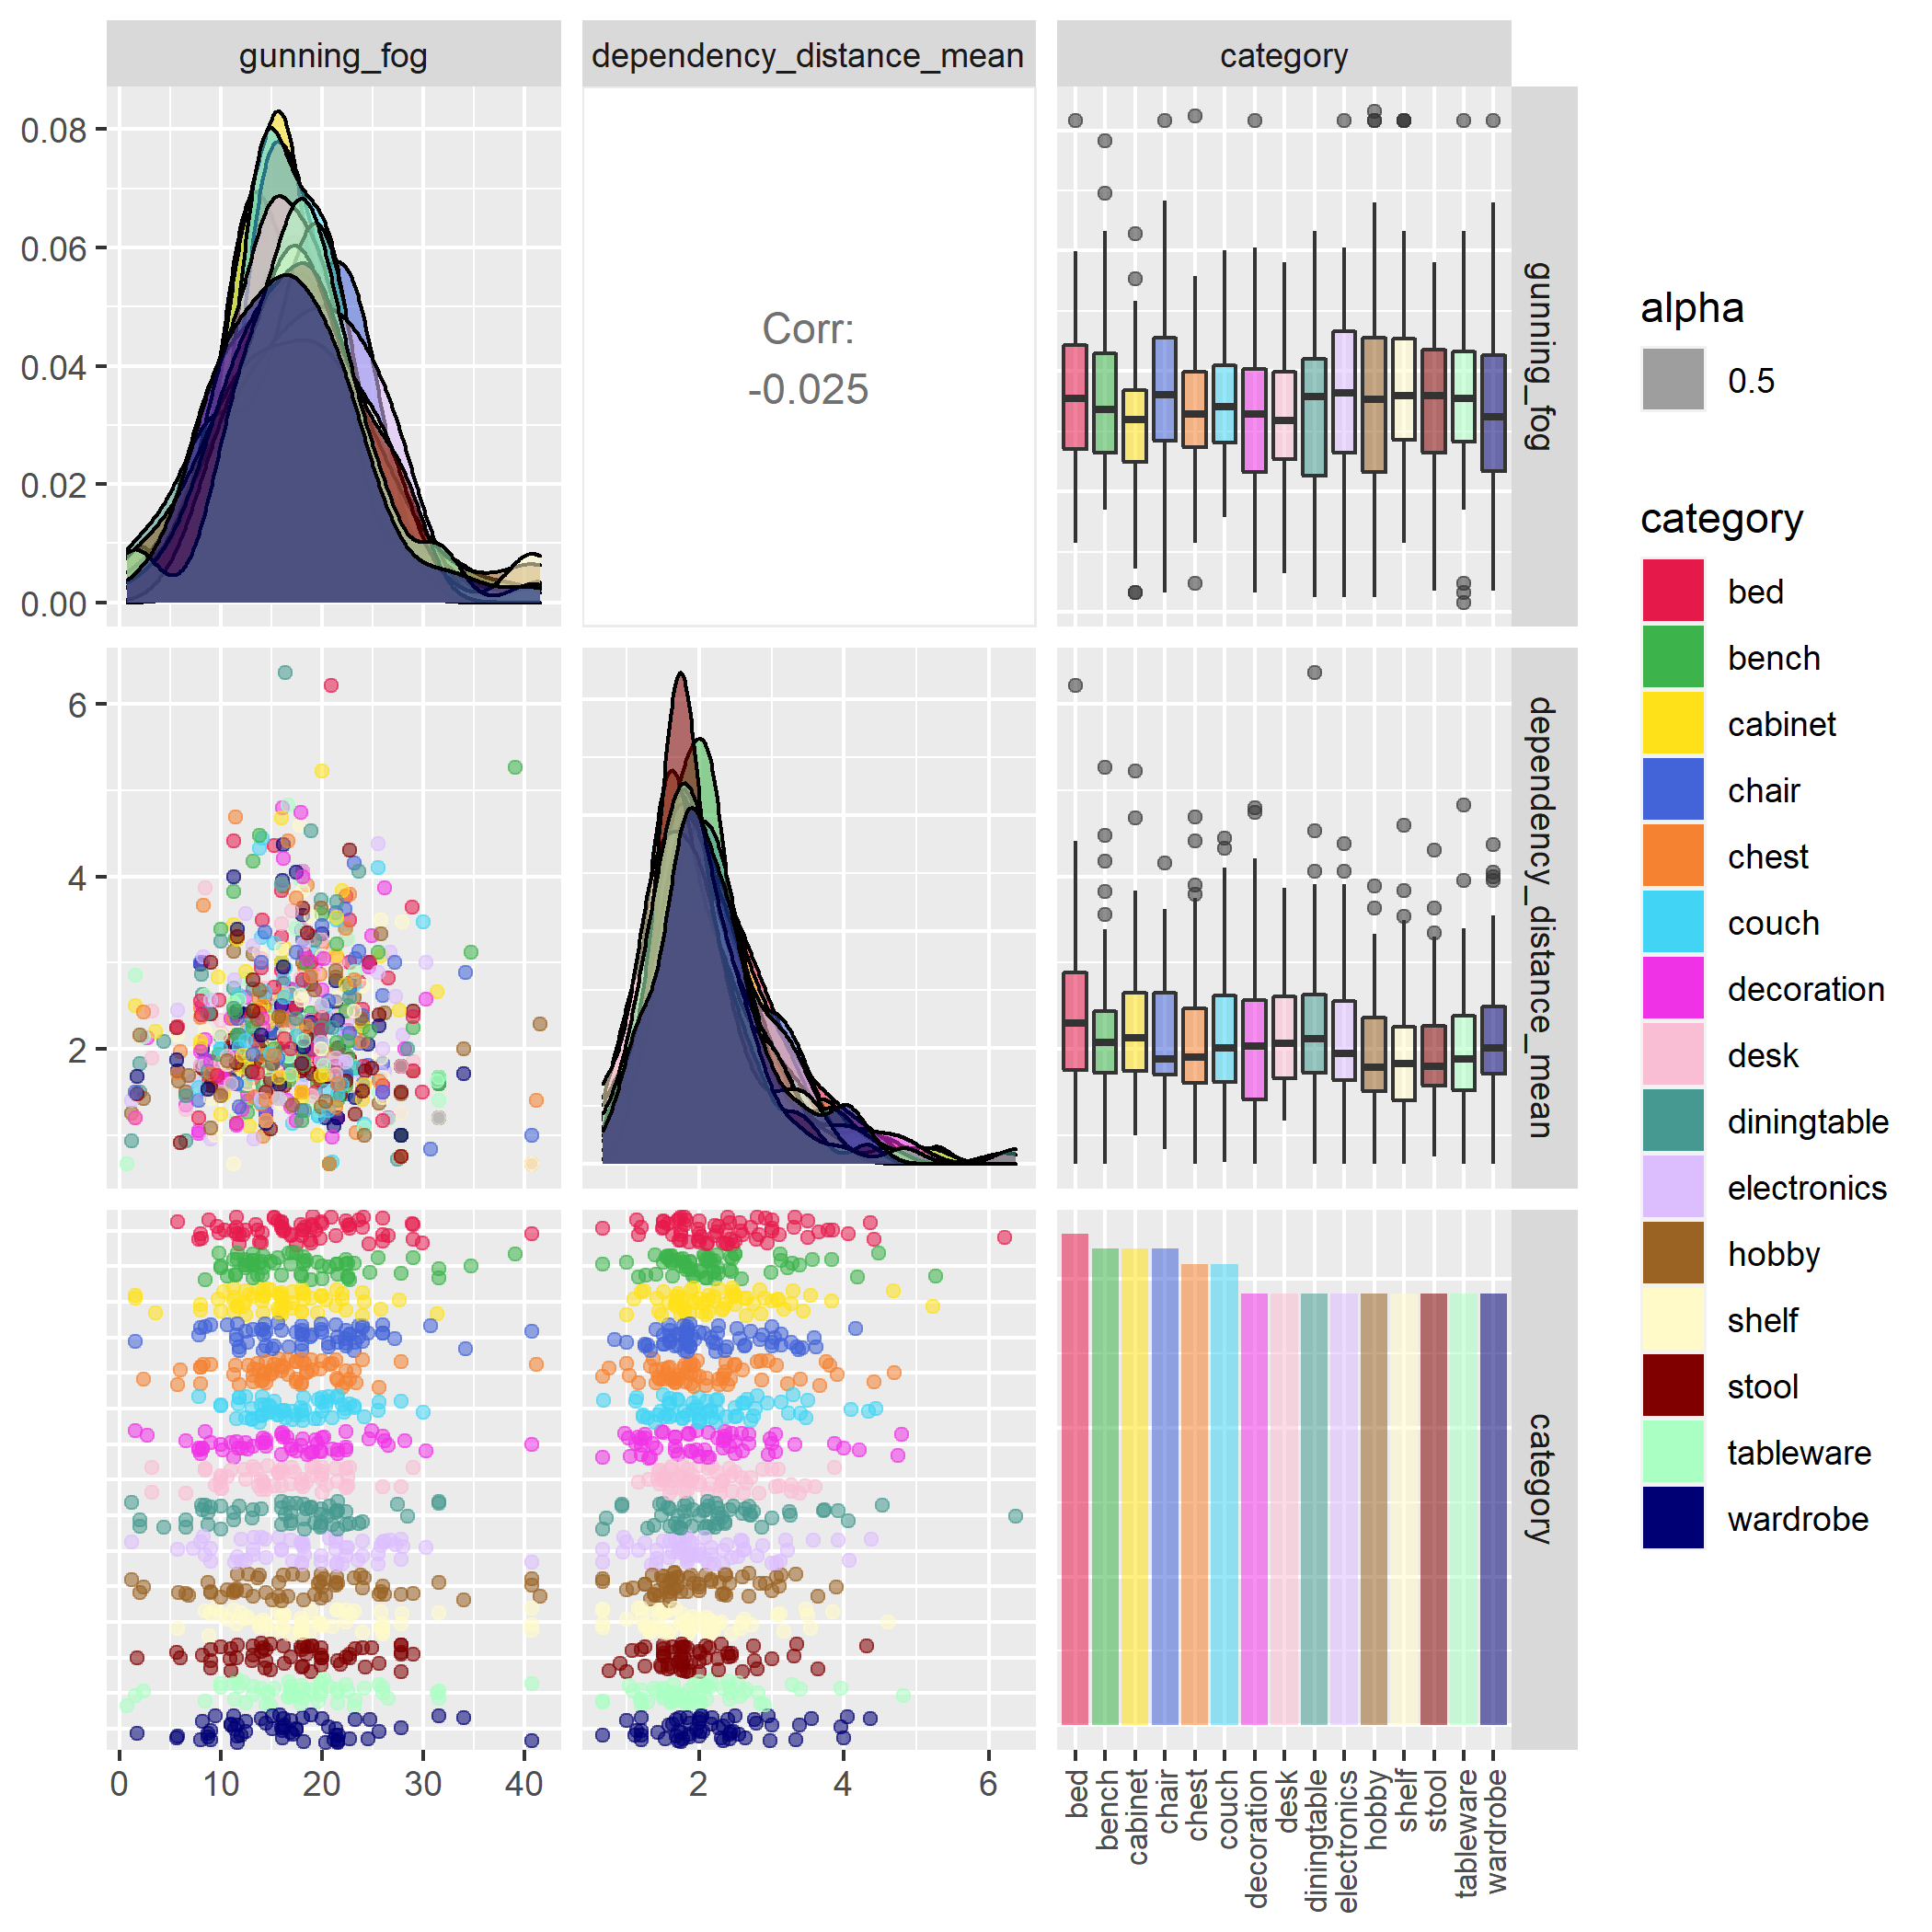 gunning_fog
dependency_distance_mean
category
0.08
0.06
0.04
0.02
0.00
Corr:
-0.025
gunning_fog
6
4
2
dependency_distance_mean
category
0
10
20
30
40
2
4
6
bed
bench
cabinet
chair
chest
couch
decoration
desk
diningtable
electronics
hobby
shelf
stool
tableware
wardrobe
alpha
0.5
category
bed
bench
cabinet
chair
chest
couch
decoration
desk
diningtable
electronics
hobby
shelf
stool
tableware
wardrobe